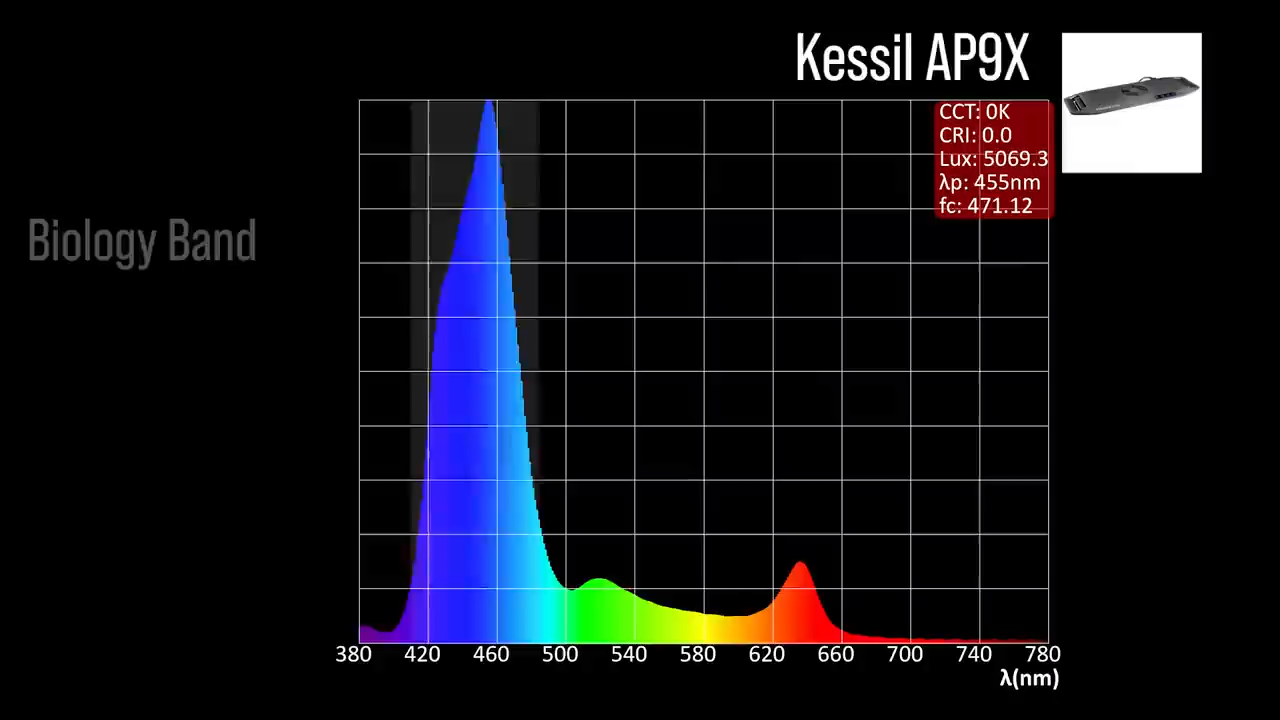 Kessil AP9X
CCT: 0K
CRI: 0.0
Lux: 5069.3
λp: 455nm
fc: 471.12
Biology Band
380 420 460 500 540 580 620 660 700 740 780
λ(nm)